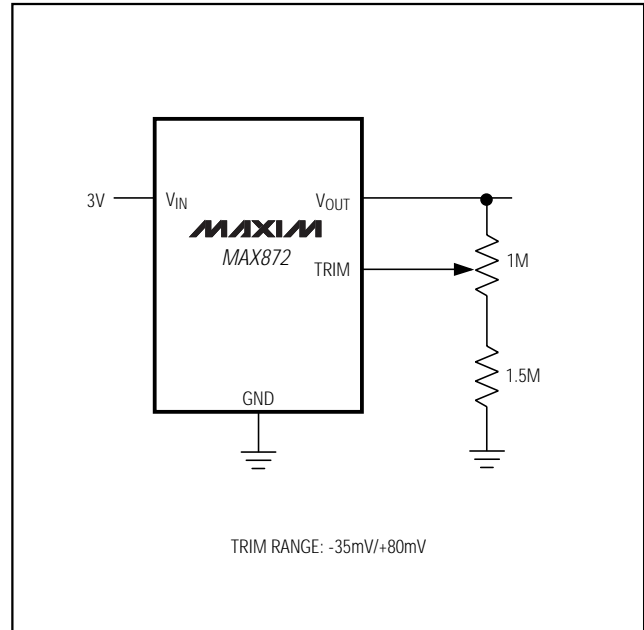 3V
VIN
VOUT
MAXIM
MAX872
TRIM
1M
1.5M
GND
TRIM RANGE: -35mV/+80mV